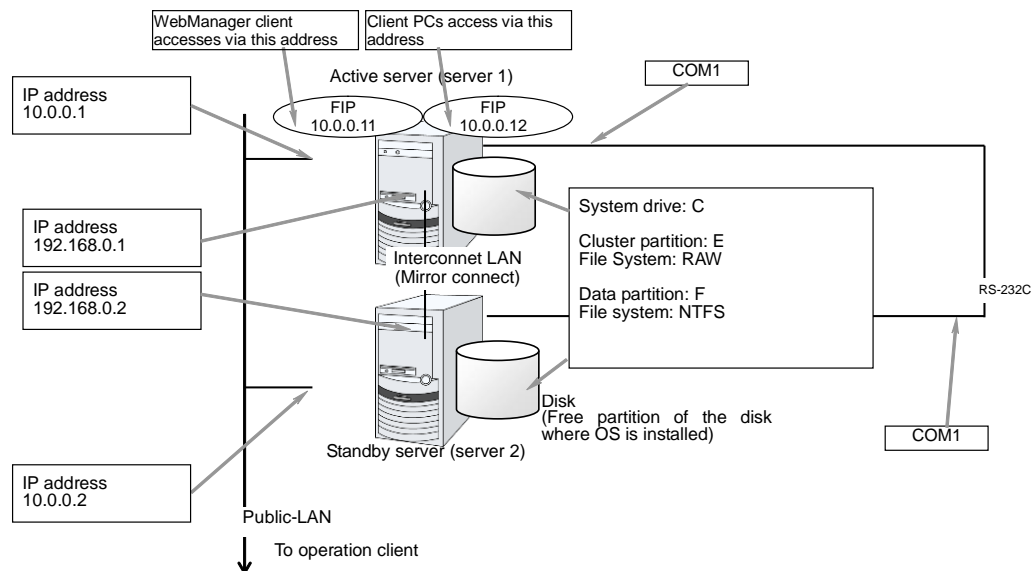 WebManager client
accesses via this address
Client PCs access via this
address
Active server (server 1)
COM1
IP address
10.0.0.1
FIP
10.0.0.11
FIP
10.0.0.12
IP address
192.168.0.1
System drive: C
Cluster partition: E
File System: RAW
Data partition: F
File system: NTFS
Interconnet LAN
(Mirror connect)
IP address
192.168.0.2
RS-232C
Disk
(Free partition of the disk
where OS is installed)
COM1
Standby server (server 2)
IP address
10.0.0.2
Public-LAN
To operation client